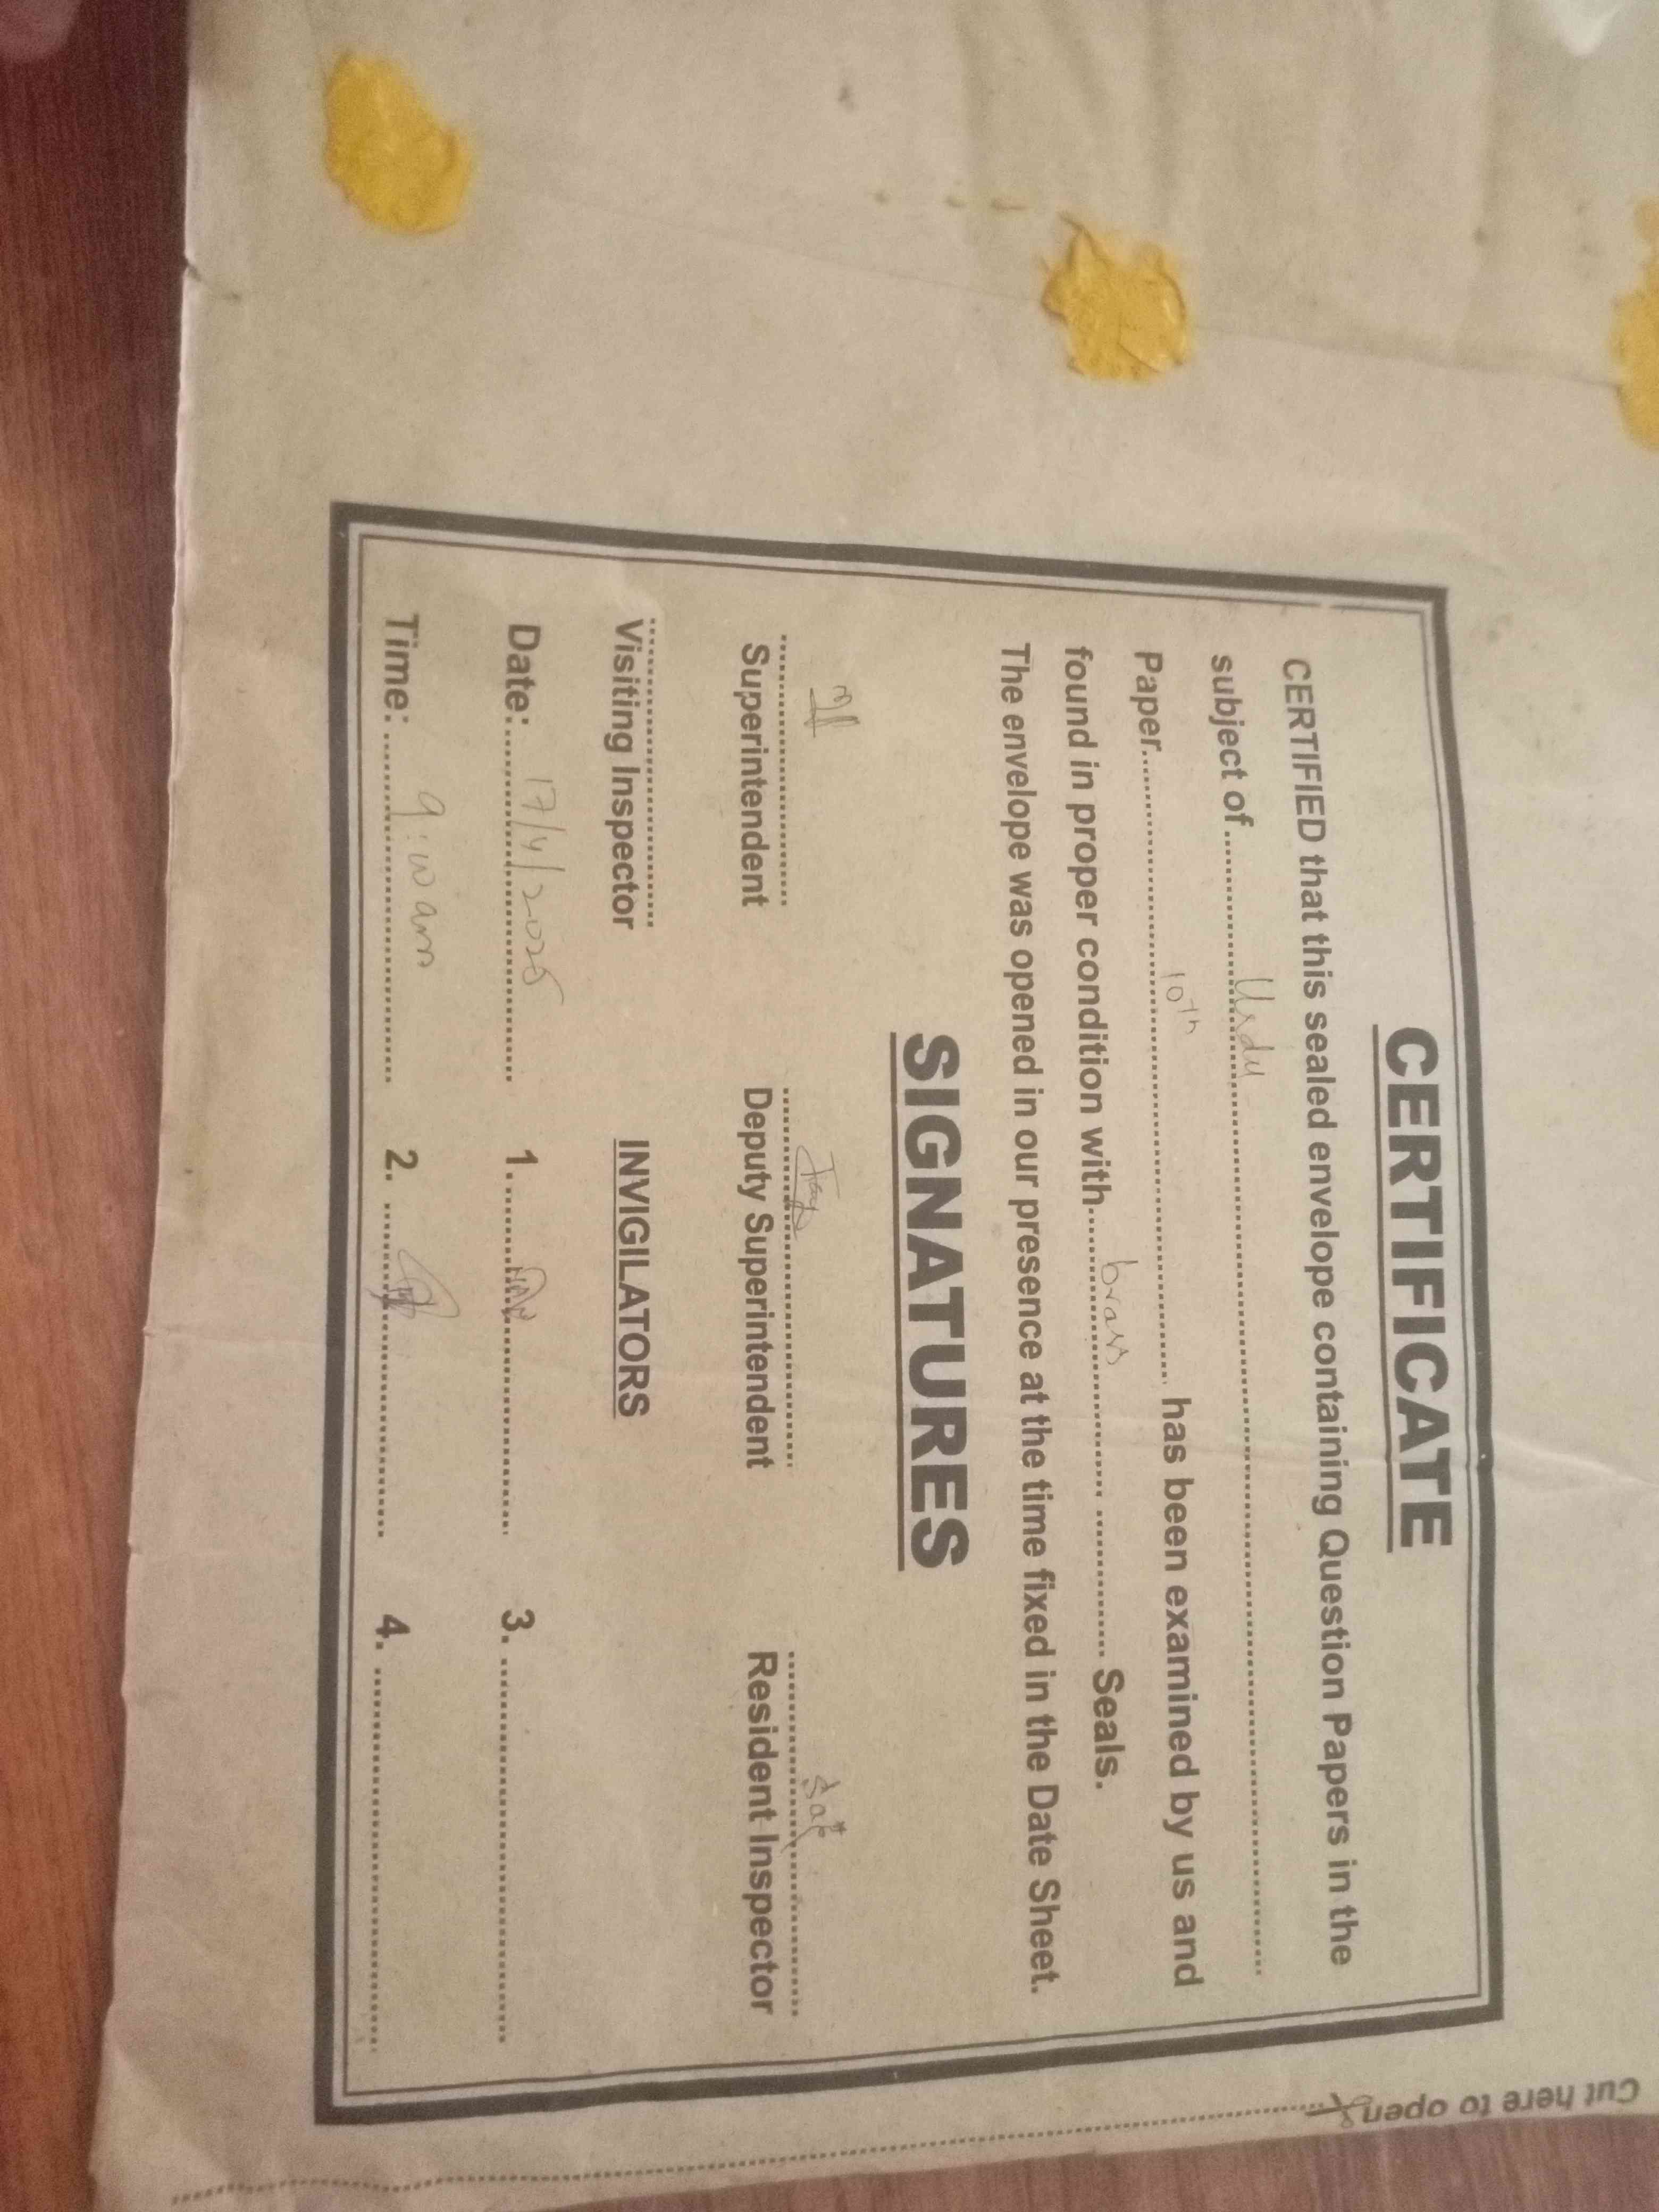 CERTIFICATE
CERTIFIED that this sealed envelope containing Question Papers in the
subject of.......... Urdu ..........
Paper.......... 10th .......... has been examined by us and
found in proper condition with.......... brass .......... Seals.
The envelope was opened in our presence at the time fixed in the Date Sheet.
SIGNATURES
Superintendent Deputy Superintendent Resident Inspector
Visiting Inspector INVIGILATORS
Date: 17/4/2025 1. .......... 3. ..........
Time: 9:00 am 2. .......... 4. ..........
Cut here to open